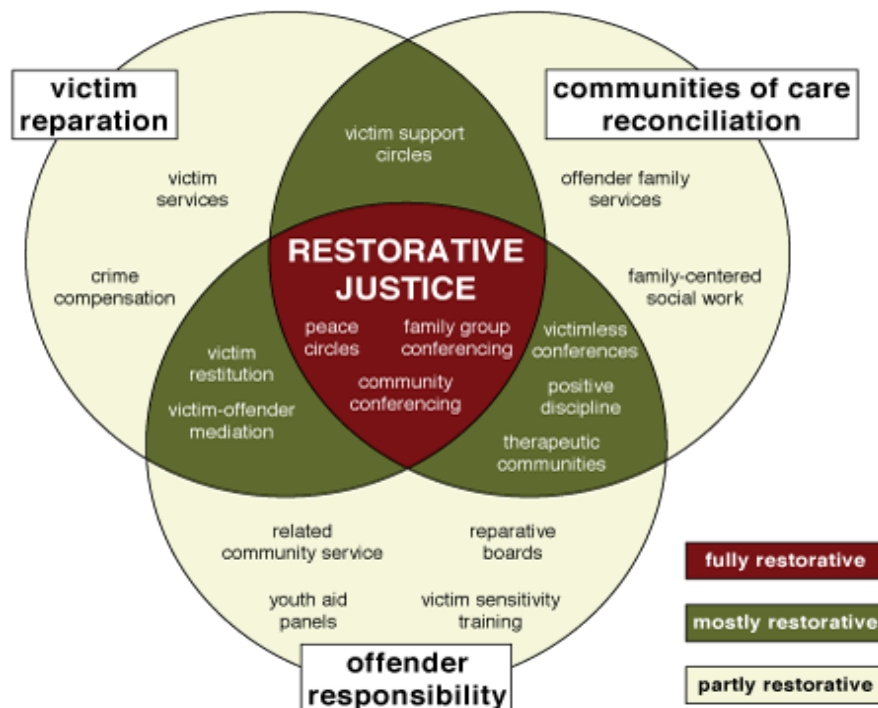 victim
reparation
communities of care
reconciliation
victim support
circles
victim
services
offender family
services
crime
compensation
family-centered
social work
RESTORATIVE
JUSTICE
peace
circles
family group
conferencing
community
conferencing
victimless
conferences
positive
discipline
therapeutic
communities
victim
restitution
victim-offender
mediation
related
community service
reparative
boards
youth aid
panels
victim sensitivity
training
offender
responsibility
fully restorative
mostly restorative
partly restorative